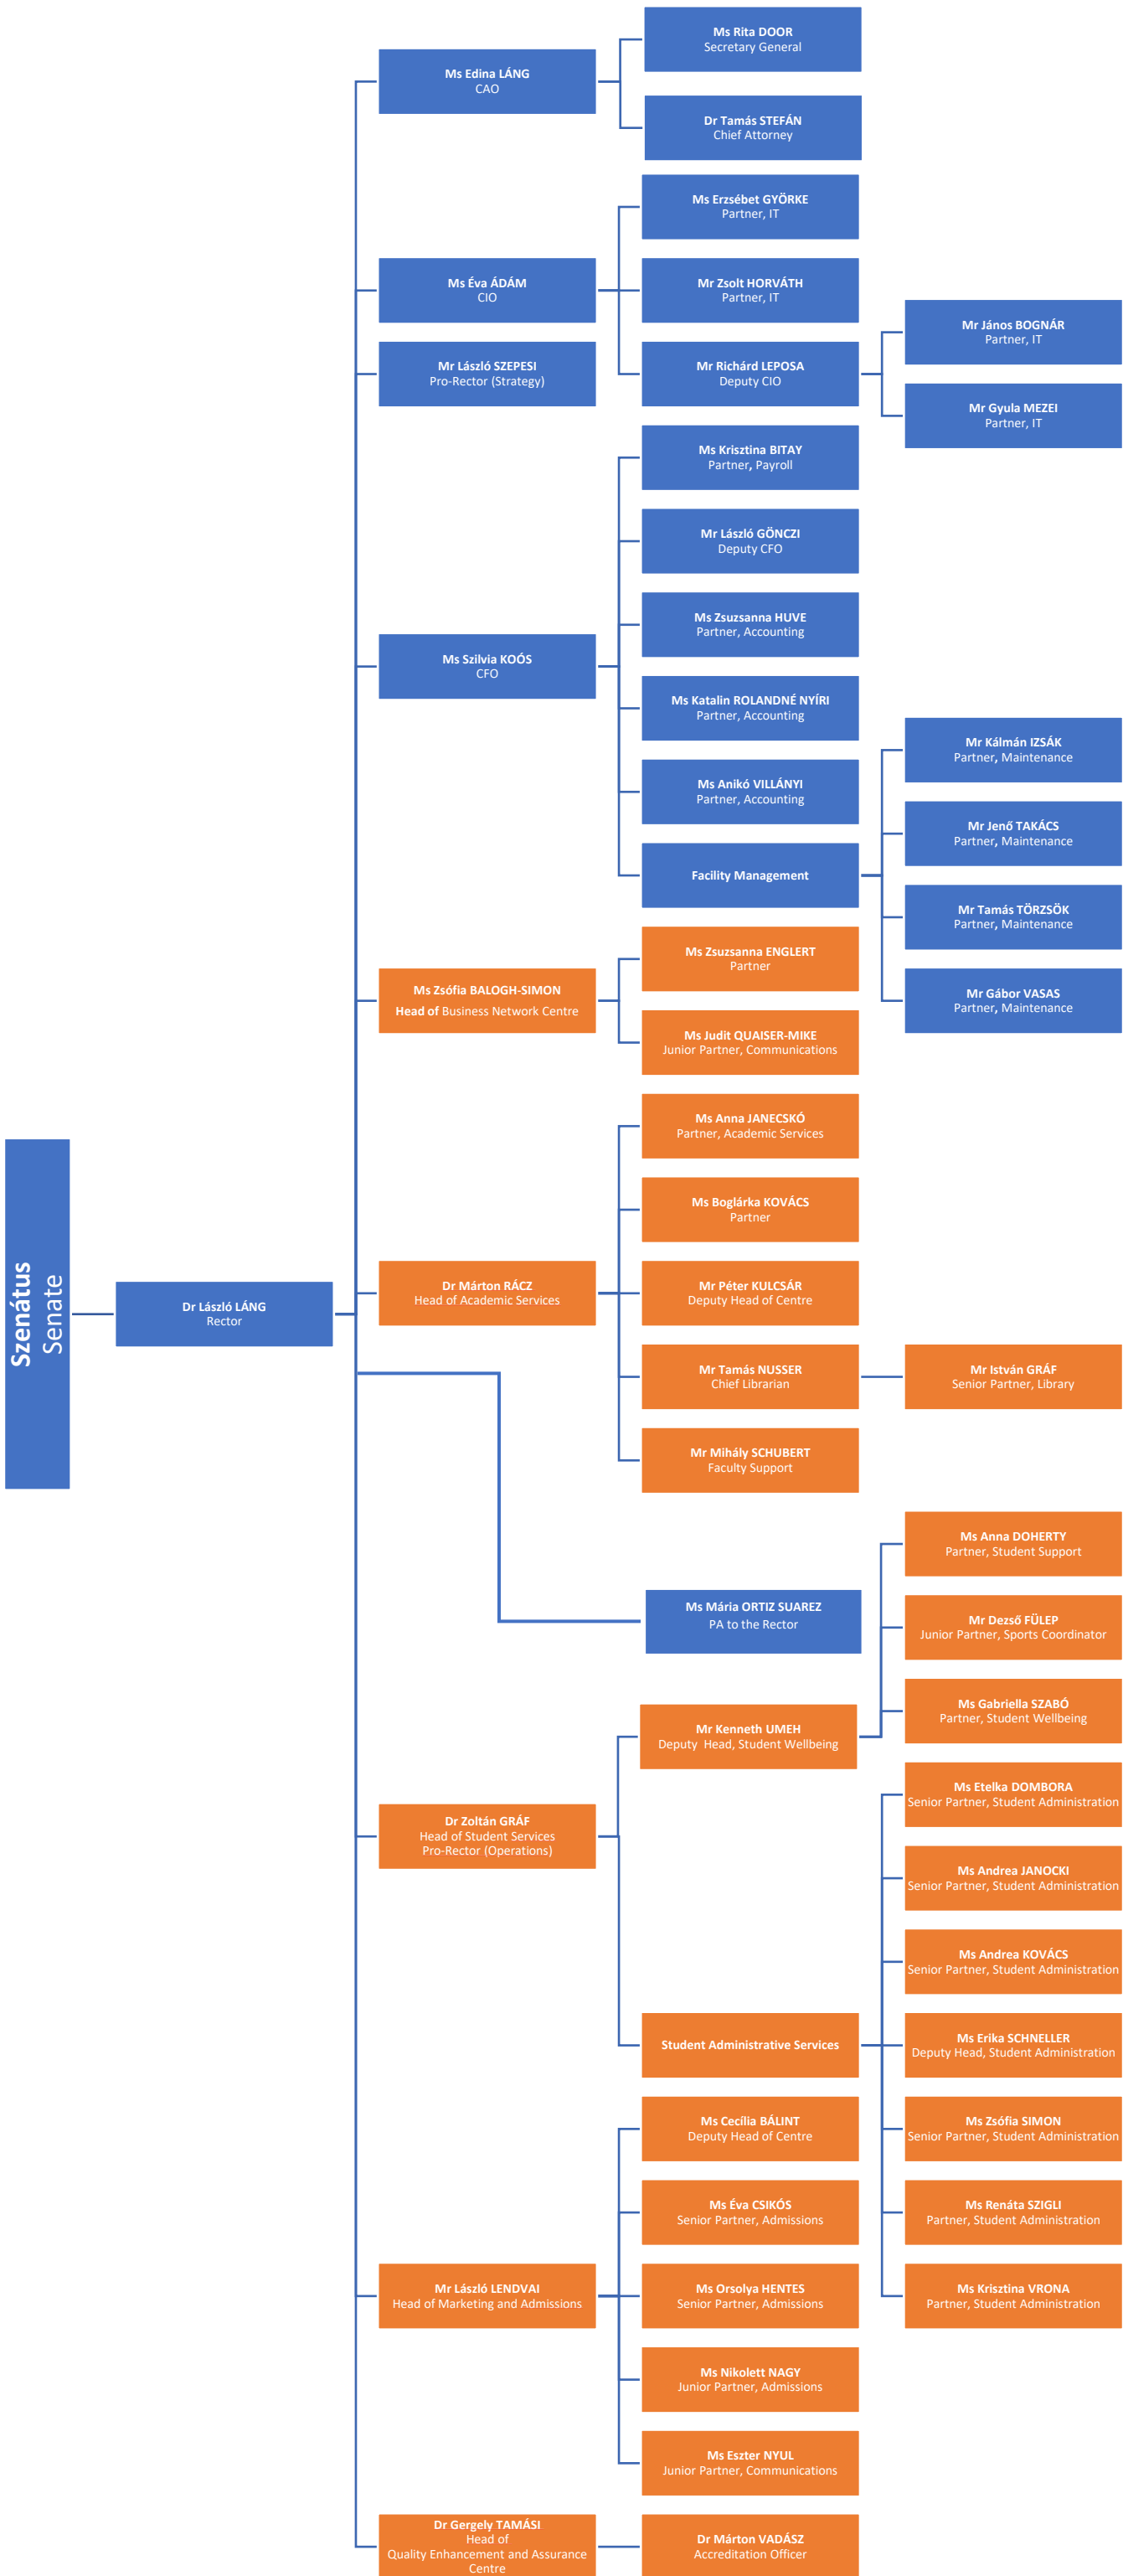 Szenátus
Senate
Dr László LÁNG
Rector
Ms Edina LÁNG
CAO
Ms Rita DOOR
Secretary General
Dr Tamás STEFÁN
Chief Attorney
Ms Éva ÁDÁM
CIO
Ms Erzsébet GYÖRKE
Partner, IT
Mr Zsolt HORVÁTH
Partner, IT
Mr Richárd LEPOSA
Deputy CIO
Mr János BOGNÁR
Partner, IT
Mr Gyula MEZEI
Partner, IT
Mr László SZEPESI
Pro-Rector (Strategy)
Ms Szilvia KOÓS
CFO
Ms Krisztina BITAY
Partner, Payroll
Mr László GÖNCZI
Deputy CFO
Ms Zsuzsanna HUVE
Partner, Accounting
Ms Katalin ROLANDNÉ NYÍRI
Partner, Accounting
Ms Anikó VILLÁNYI
Partner, Accounting
Facility Management
Mr Kálmán IZSÁK
Partner, Maintenance
Mr Jenő TAKÁCS
Partner, Maintenance
Mr Tamás TÖRZSÖK
Partner, Maintenance
Mr Gábor VASAS
Partner, Maintenance
Ms Zsófia BALOGH-SIMON
Head of Business Network Centre
Ms Zsuzsanna ENGLERT
Partner
Ms Judit QUAISER-MIKE
Junior Partner, Communications
Dr Márton RÁCZ
Head of Academic Services
Ms Anna JANECSKÓ
Partner, Academic Services
Ms Boglárka KOVÁCS
Partner
Mr Péter KULCSÁR
Deputy Head of Centre
Mr Tamás NUSSER
Chief Librarian
Mr István GRÁF
Senior Partner, Library
Mr Mihály SCHUBERT
Faculty Support
Ms Mária ORTIZ SUAREZ
PA to the Rector
Dr Zoltán GRÁF
Head of Student Services
Pro-Rector (Operations)
Mr Kenneth UMEH
Deputy Head, Student Wellbeing
Ms Anna DOHERTY
Partner, Student Support
Mr Dezső FÜLEP
Junior Partner, Sports Coordinator
Ms Gabriella SZABÓ
Partner, Student Wellbeing
Student Administrative Services
Ms Etelka DOMBORA
Senior Partner, Student Administration
Ms Andrea JANOCKI
Senior Partner, Student Administration
Ms Andrea KOVÁCS
Senior Partner, Student Administration
Ms Erika SCHNELLER
Deputy Head, Student Administration
Ms Zsófia SIMON
Senior Partner, Student Administration
Ms Renáta SZIGLI
Partner, Student Administration
Ms Krisztina VRONA
Partner, Student Administration
Mr László LENDVAI
Head of Marketing and Admissions
Ms Cecília BÁLINT
Deputy Head of Centre
Ms Éva CSIKÓS
Senior Partner, Admissions
Ms Orsolya HENTES
Senior Partner, Admissions
Ms Nikolett NAGY
Junior Partner, Admissions
Ms Eszter NYUL
Junior Partner, Communications
Dr Gergely TAMÁSI
Head of
Quality Enhancement and Assurance
Centre
Dr Márton VADÁSZ
Accreditation Officer